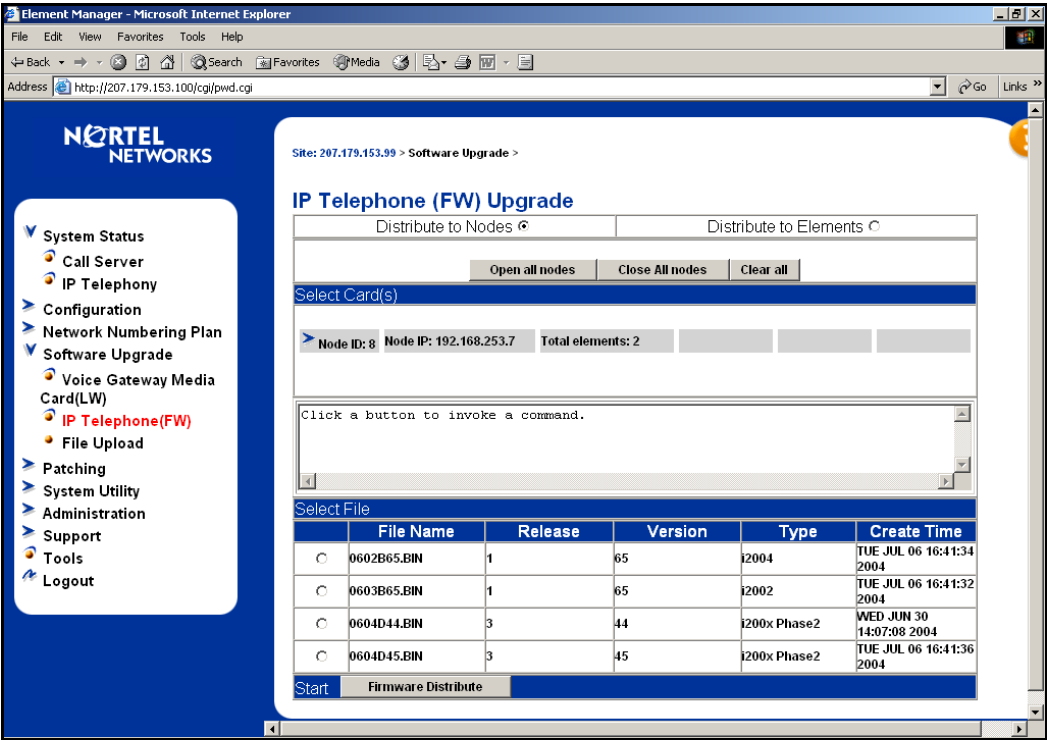 Element Manager - Microsoft Internet Explorer
File Edit View Favorites Tools Help
Back Search Favorites Media
Address http://207.179.153.100/cgi/pwd.cgi Go Links »
NORTEL
NETWORKS
System Status
Call Server
IP Telephony
Configuration
Network Numbering Plan
Software Upgrade
Voice Gateway Media
Card(LW)
IP Telephone(FW)
File Upload
Patching
System Utility
Administration
Support
Tools
Logout
Site: 207.179.153.99 > Software Upgrade >
IP Telephone (FW) Upgrade
Distribute to Nodes Distribute to Elements
Open all nodes Close All nodes Clear all
Select Card(s)
Node ID: 8 Node IP: 192.168.253.7 Total elements: 2
Click a button to invoke a command.
Select File
File Name Release Version Type Create Time
0602B65.BIN 1 65 i2004 TUE JUL 06 16:41:34
2004
0603B65.BIN 1 65 i2002 TUE JUL 06 16:41:32
2004
0604D44.BIN 3 44 i200x Phase2 WED JUN 30
14:07:08 2004
0604D45.BIN 3 45 i200x Phase2 TUE JUL 06 16:41:36
2004
Start Firmware Distribute